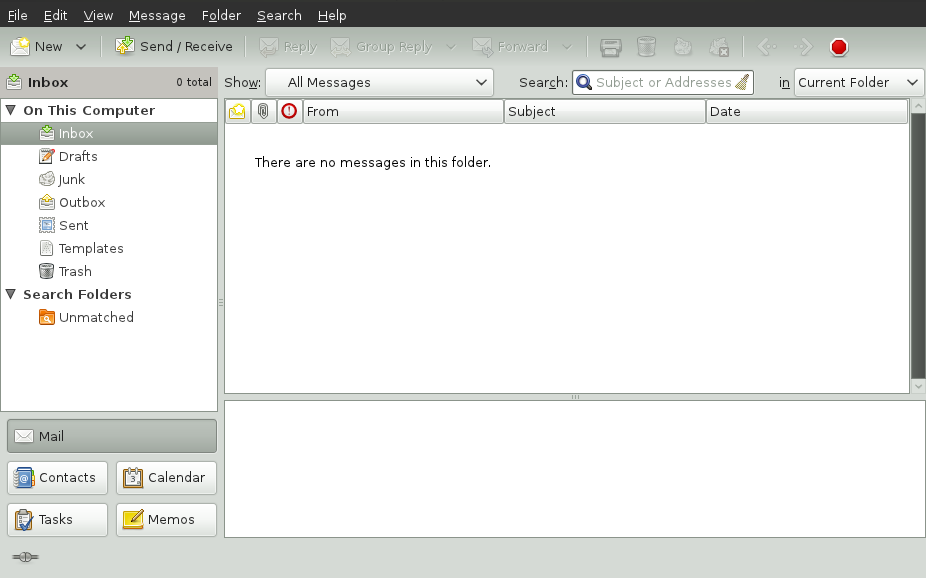 File Edit View Message Folder Search Help
New Send / Receive Reply Group Reply Forward
Inbox 0 total Show: All Messages Search: Subject or Addresses in Current Folder
On This Computer
From Subject Date
Inbox
Drafts
There are no messages in this folder.
Junk
Outbox
Sent
Templates
Trash
Search Folders
Unmatched
Mail
Contacts Calendar
Tasks Memos